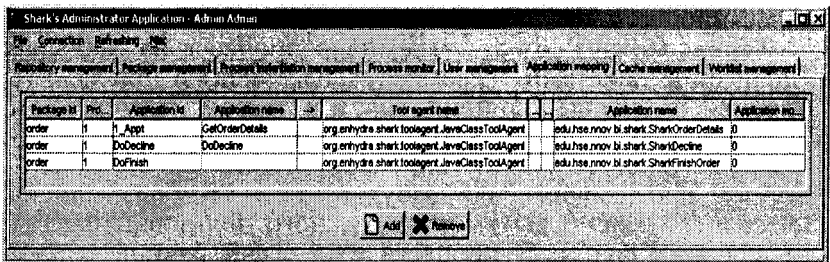 Shark's Administrator Application - Admin Admin
File Connection Refreshing Misc
Repository management Package management Process instantiation management Process monitor User management Application mapping Cache management Worklist management
Package Id Pro... Application Id Application name --> Tool agent name ... ... Application name Application mo...
order 1 1_Appt GetOrderDetails org.enhydra.shark.toolagent.JavaClassToolAgent edu.hse.nnov.bi.shark.SharkOrderDetails 0
order 1 DoDecline DoDecline org.enhydra.shark.toolagent.JavaClassToolAgent edu.hse.nnov.bi.shark.SharkDecline 0
order 1 DoFinish org.enhydra.shark.toolagent.JavaClassToolAgent edu.hse.nnov.bi.shark.SharkFinishOrder 0
Add Remove